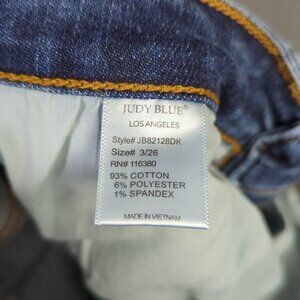 JUDY BLUE®
LOS ANGELES
Style# JB82128DK
Size# 3/26
RN# 116380
93% COTTON
6% POLYESTER
1% SPANDEX
MADE IN VIETNAM